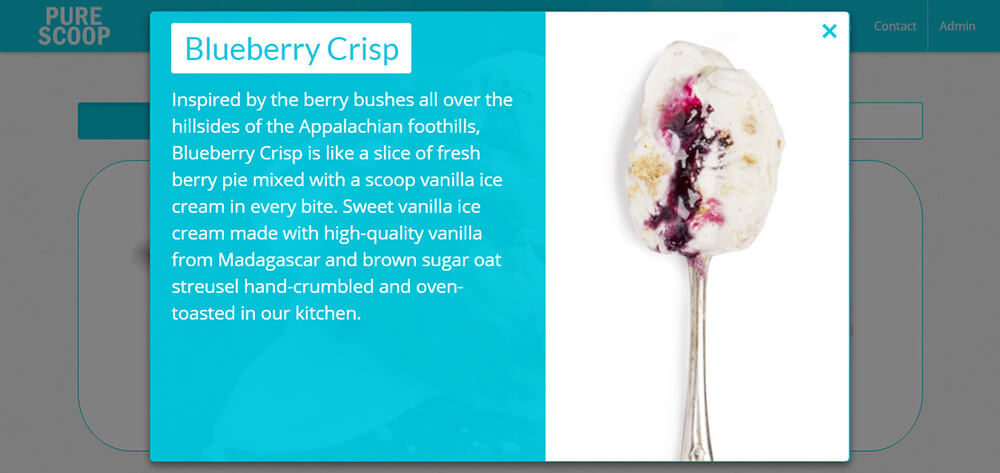 PURE
SCOOP
Contact
Admin
Blueberry Crisp
Inspired by the berry bushes all over the
hillsides of the Appalachian foothills,
Blueberry Crisp is like a slice of fresh
berry pie mixed with a scoop vanilla ice
cream in every bite. Sweet vanilla ice
cream made with high-quality vanilla
from Madagascar and brown sugar oat
streusel hand-crumbled and oven-
toasted in our kitchen.